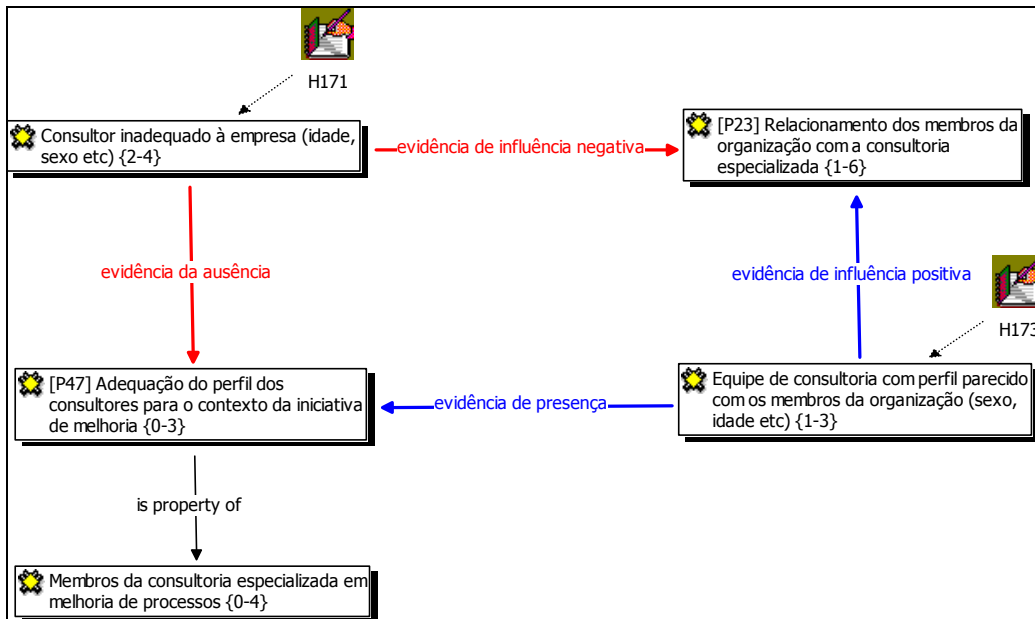 H171
Consultor inadequado à empresa (idade,
sexo etc) {2-4}
evidência de influência negativa
[P23] Relacionamento dos membros da
organização com a consultoria
especializada {1-6}
evidência da ausência
evidência de influência positiva
H173
[P47] Adequação do perfil dos
consultores para o contexto da iniciativa
de melhoria {0-3}
evidência de presença
Equipe de consultoria com perfil parecido
com os membros da organização (sexo,
idade etc) {1-3}
is property of
Membros da consultoria especializada em
melhoria de processos {0-4}